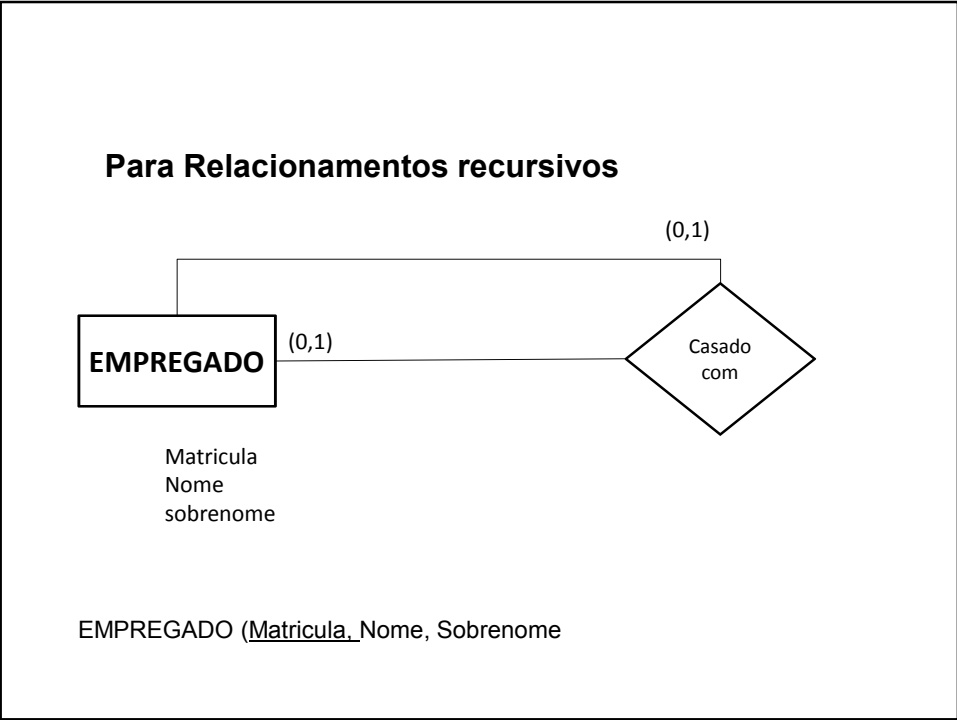 Para Relacionamentos recursivos
(0,1)
(0,1)
EMPREGADO
Casado
com
Matricula
Nome
sobrenome
EMPREGADO (Matricula, Nome, Sobrenome